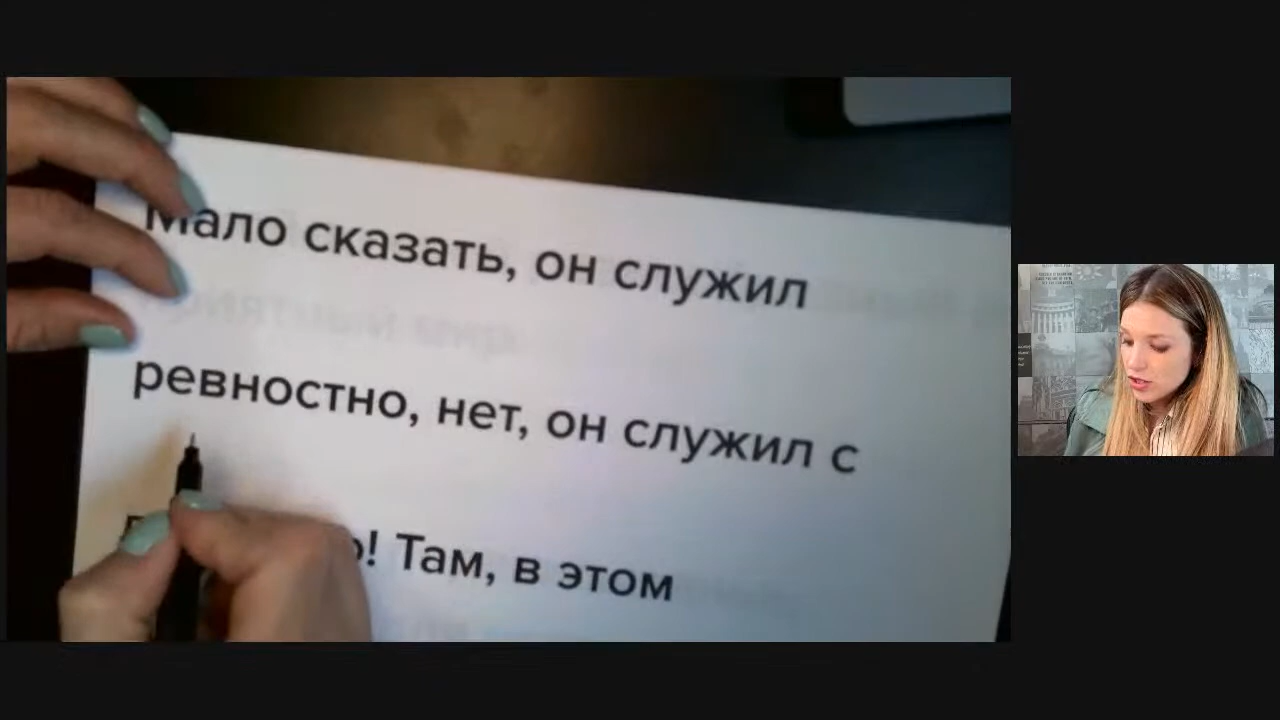 Мало сказать, он служил
ревностно, нет, он служил с
Там, в этом